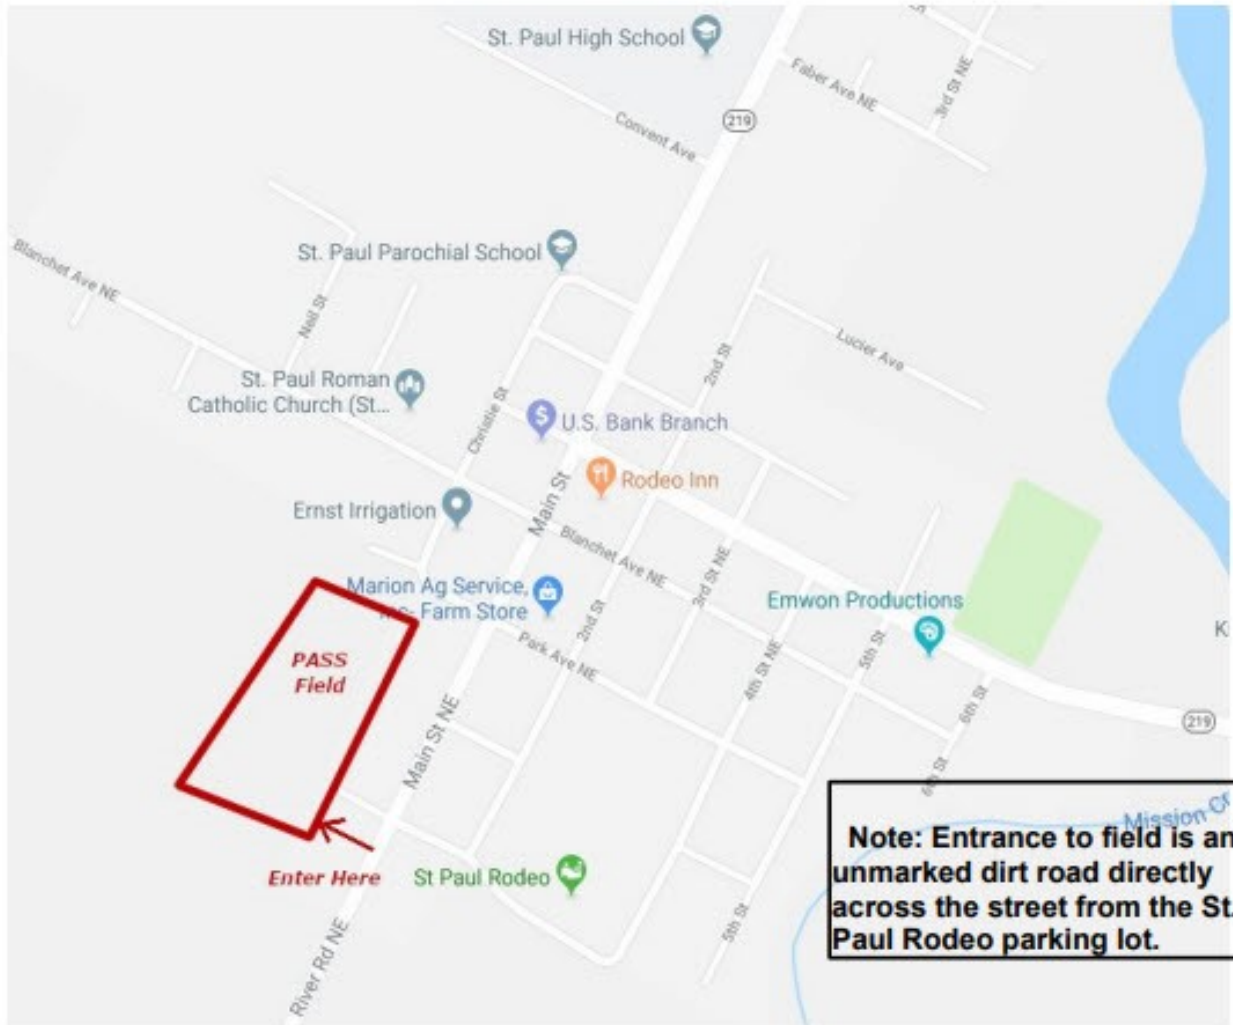 St. Paul High School
Faber Ave NE
3rd St NE
219
Convent Ave
St. Paul Parochial School
Blanchet Ave NE
Neil St
2nd St
Lucier Ave
St. Paul Roman
Catholic Church (St...
Christie St
U.S. Bank Branch
Rodeo Inn
Ernst Irrigation
Main St
Blanchet Ave NE
3rd St NE
Marion Ag Service,
Inc- Farm Store
2nd St
Emwon Productions
K
PASS
Field
Park Ave NE
4th St NE
5th St
6th St
219
Main St NE
6th St
Mission Cr
Note: Entrance to field is an
unmarked dirt road directly
across the street from the St.
Paul Rodeo parking lot.
Enter Here
St Paul Rodeo
5th St
River Rd NE